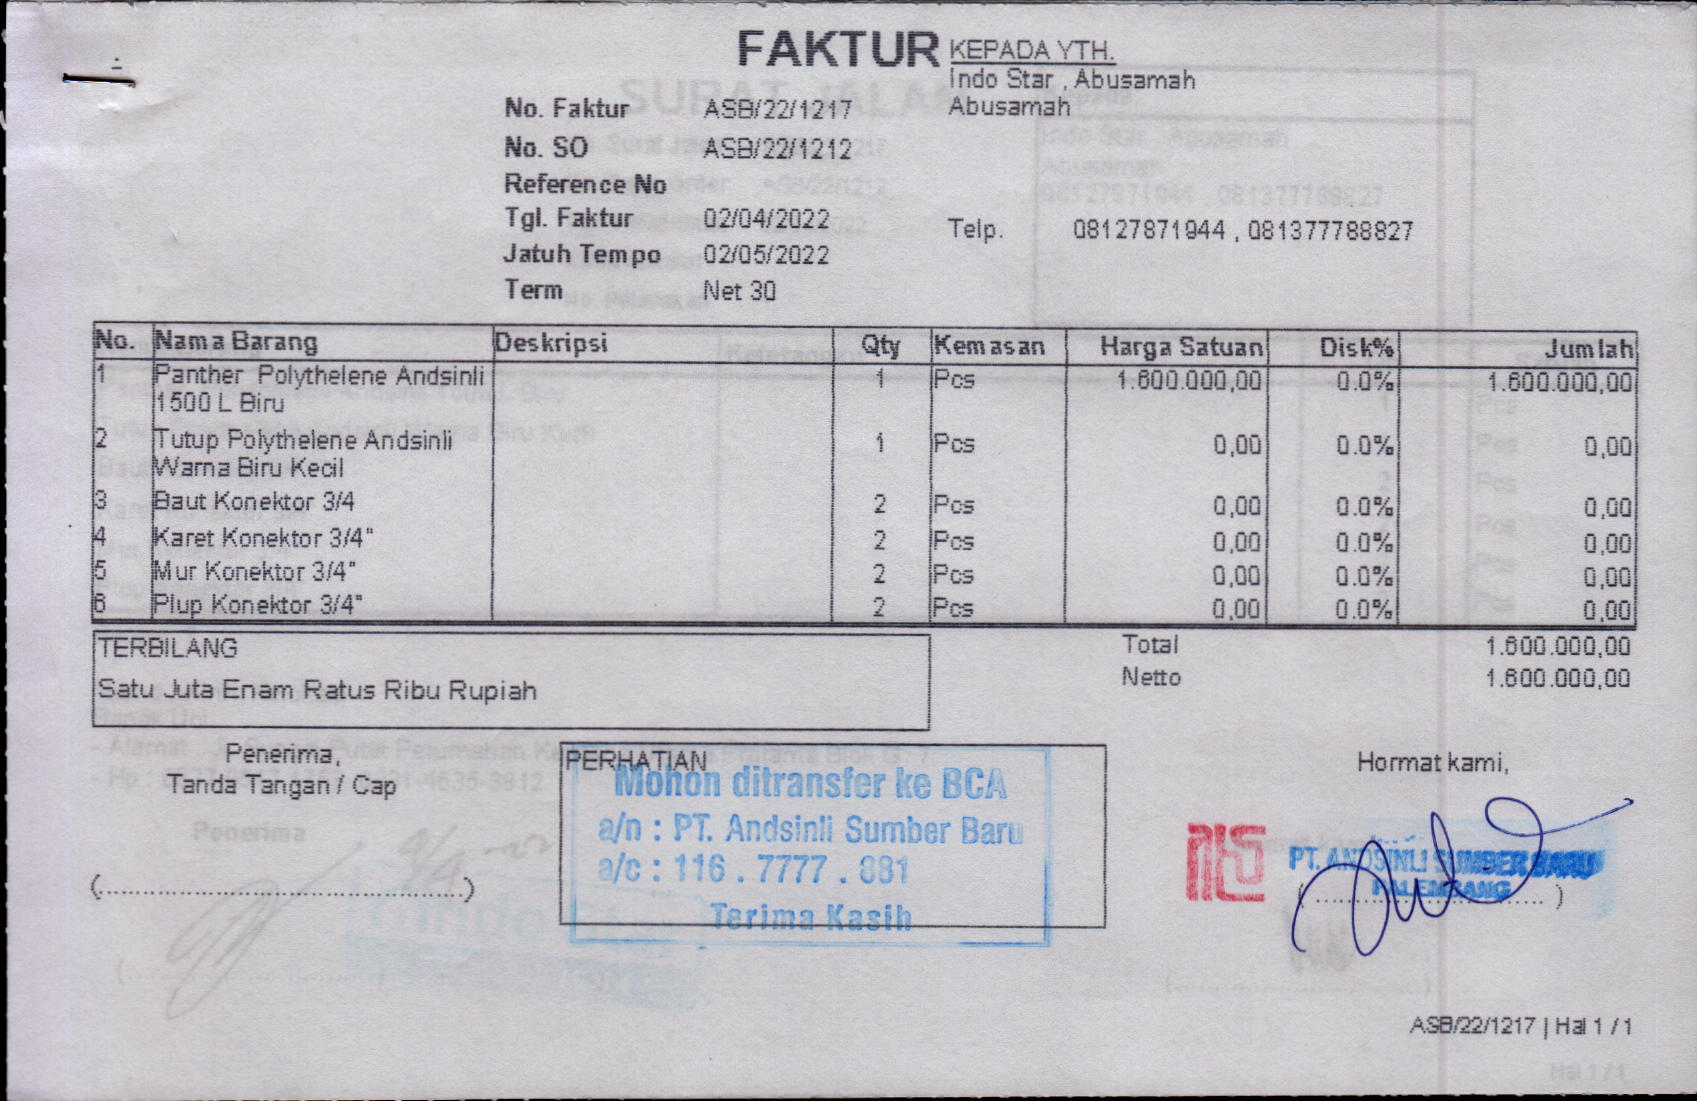 FAKTUR
KEPADA YTH.
Indo Star , Abusamah
Abusamah
No. Faktur ASB/22/1217
No. SO ASB/22/1212
Reference No
Tgl. Faktur 02/04/2022
Telp. 08127871944 , 081377788827
Jatuh Tempo 02/05/2022
Term Net 30
No. Nama Barang Deskripsi Qty Kemasan Harga Satuan Disk% Jumlah
1 Panther Polythelene Andsinli 1 Pcs 1.600.000,00 0.0% 1.600.000,00
1500 L Biru
2 Tutup Polythelene Andsinli 1 Pcs 0,00 0.0% 0,00
Warna Biru Kecil
3 Baut Konektor 3/4 2 Pcs 0,00 0.0% 0,00
4 Karet Konektor 3/4" 2 Pcs 0,00 0.0% 0,00
5 Mur Konektor 3/4" 2 Pcs 0,00 0.0% 0,00
6 Plup Konektor 3/4" 2 Pcs 0,00 0.0% 0,00
TERBILANG
Satu Juta Enam Ratus Ribu Rupiah
Total 1.600.000,00
Netto 1.600.000,00
Penerima,
Tanda Tangan / Cap
(..........................................)
PERHATIAN
Mohon ditransfer ke BCA
a/n : PT. Andsinli Sumber Baru
a/c : 116 . 7777 . 881
Terima Kasih
Hormat kami,
PT. ANDSINLI SUMBER BARU
PALEMBANG
(..............................)
ASB/22/1217 | Hal 1 / 1